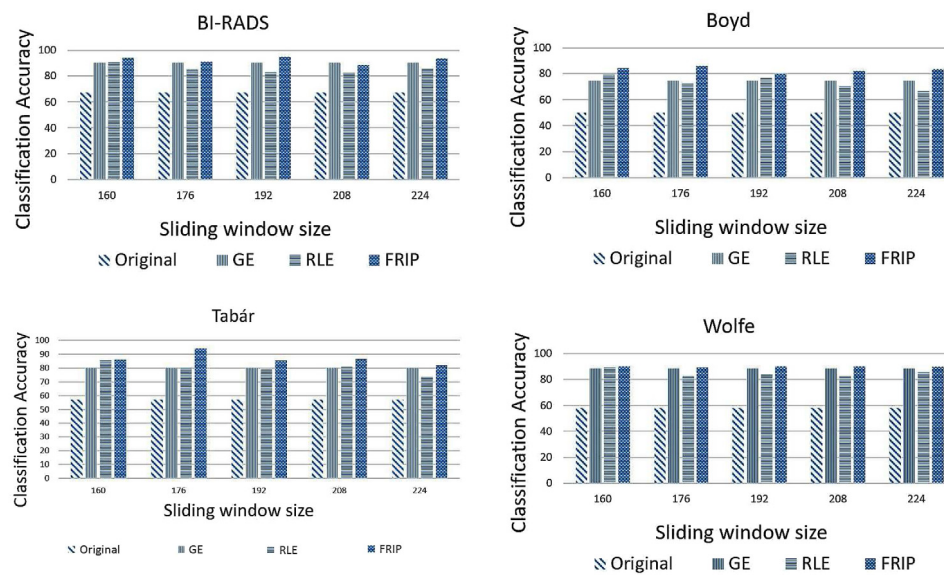 BI-RADS
Classification Accuracy
100
80
60
40
20
0
160 176 192 208 224
Sliding window size
Original GE RLE FRIP
Boyd
Classification Accuracy
100
80
60
40
20
0
160 176 192 208 224
Sliding window size
Original GE RLE FRIP
Tabár
Classification Accuracy
100
90
80
70
60
50
40
30
20
10
0
160 176 192 208 224
Sliding window size
Original GE RLE FRIP
Wolfe
Classification Accuracy
100
80
60
40
20
0
160 176 192 208 224
Sliding window size
Original GE RLE FRIP